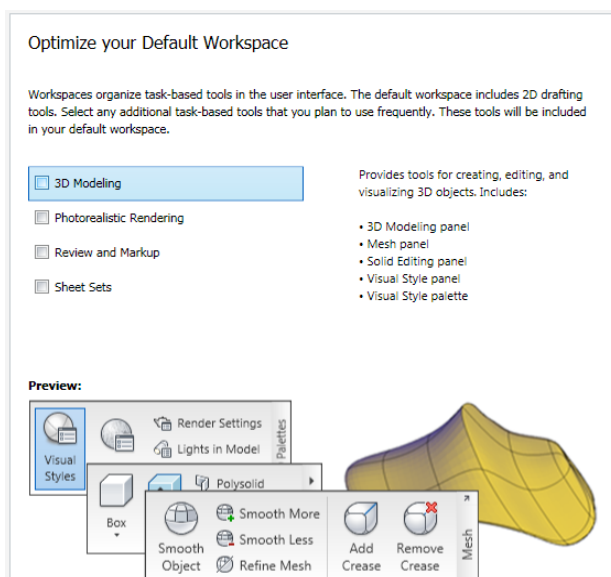 Optimize your Default Workspace
Workspaces organize task-based tools in the user interface. The default workspace includes 2D drafting
tools. Select any additional task-based tools that you plan to use frequently. These tools will be included
in your default workspace.
3D Modeling
Photorealistic Rendering
Review and Markup
Sheet Sets
Provides tools for creating, editing, and
visualizing 3D objects. Includes:
• 3D Modeling panel
• Mesh panel
• Solid Editing panel
• Visual Style panel
• Visual Style palette
Preview:
Visual
Styles
Render Settings
Lights in Model
Palettes
Box
Polysolid
Smooth
Object
Smooth More
Smooth Less
Refine Mesh
Add
Crease
Remove
Crease
Mesh